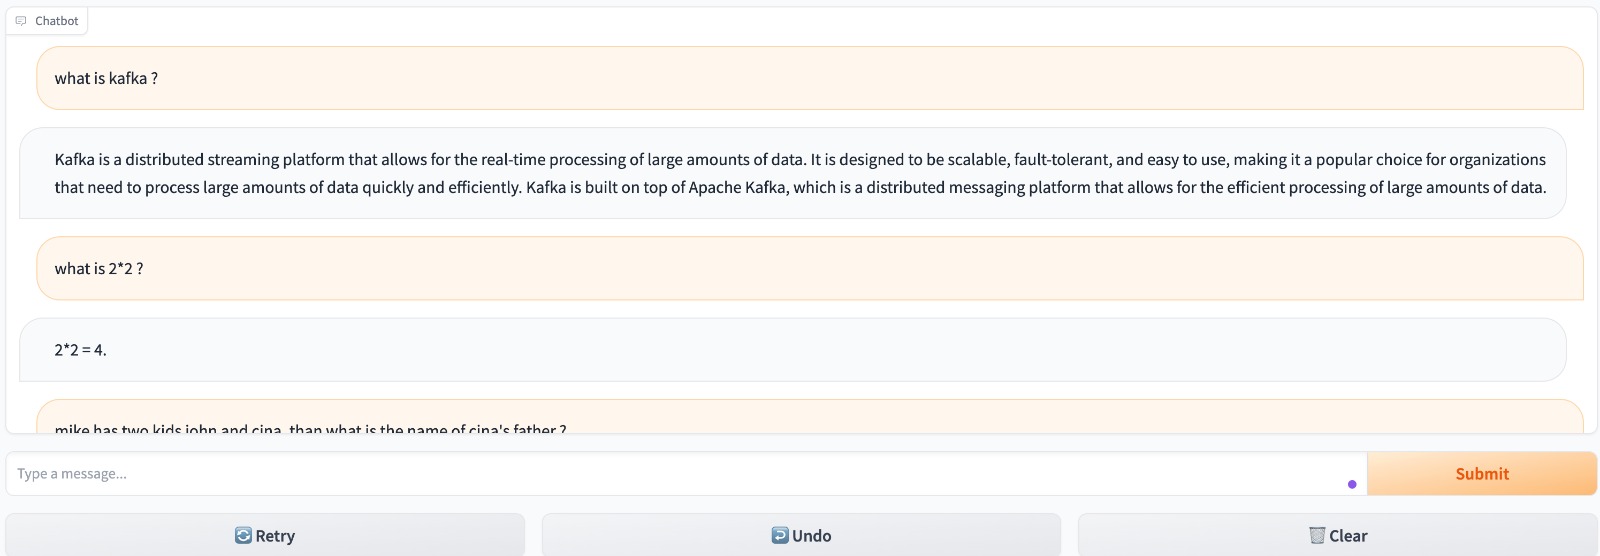 Chatbot
what is kafka ?
Kafka is a distributed streaming platform that allows for the real-time processing of large amounts of data. It is designed to be scalable, fault-tolerant, and easy to use, making it a popular choice for organizations
that need to process large amounts of data quickly and efficiently. Kafka is built on top of Apache Kafka, which is a distributed messaging platform that allows for the efficient processing of large amounts of data.
what is 2*2 ?
2*2 = 4.
mike has two kids john and cina, than what is the name of cina's father ?
Type a message...
Submit
Retry
Undo
Clear